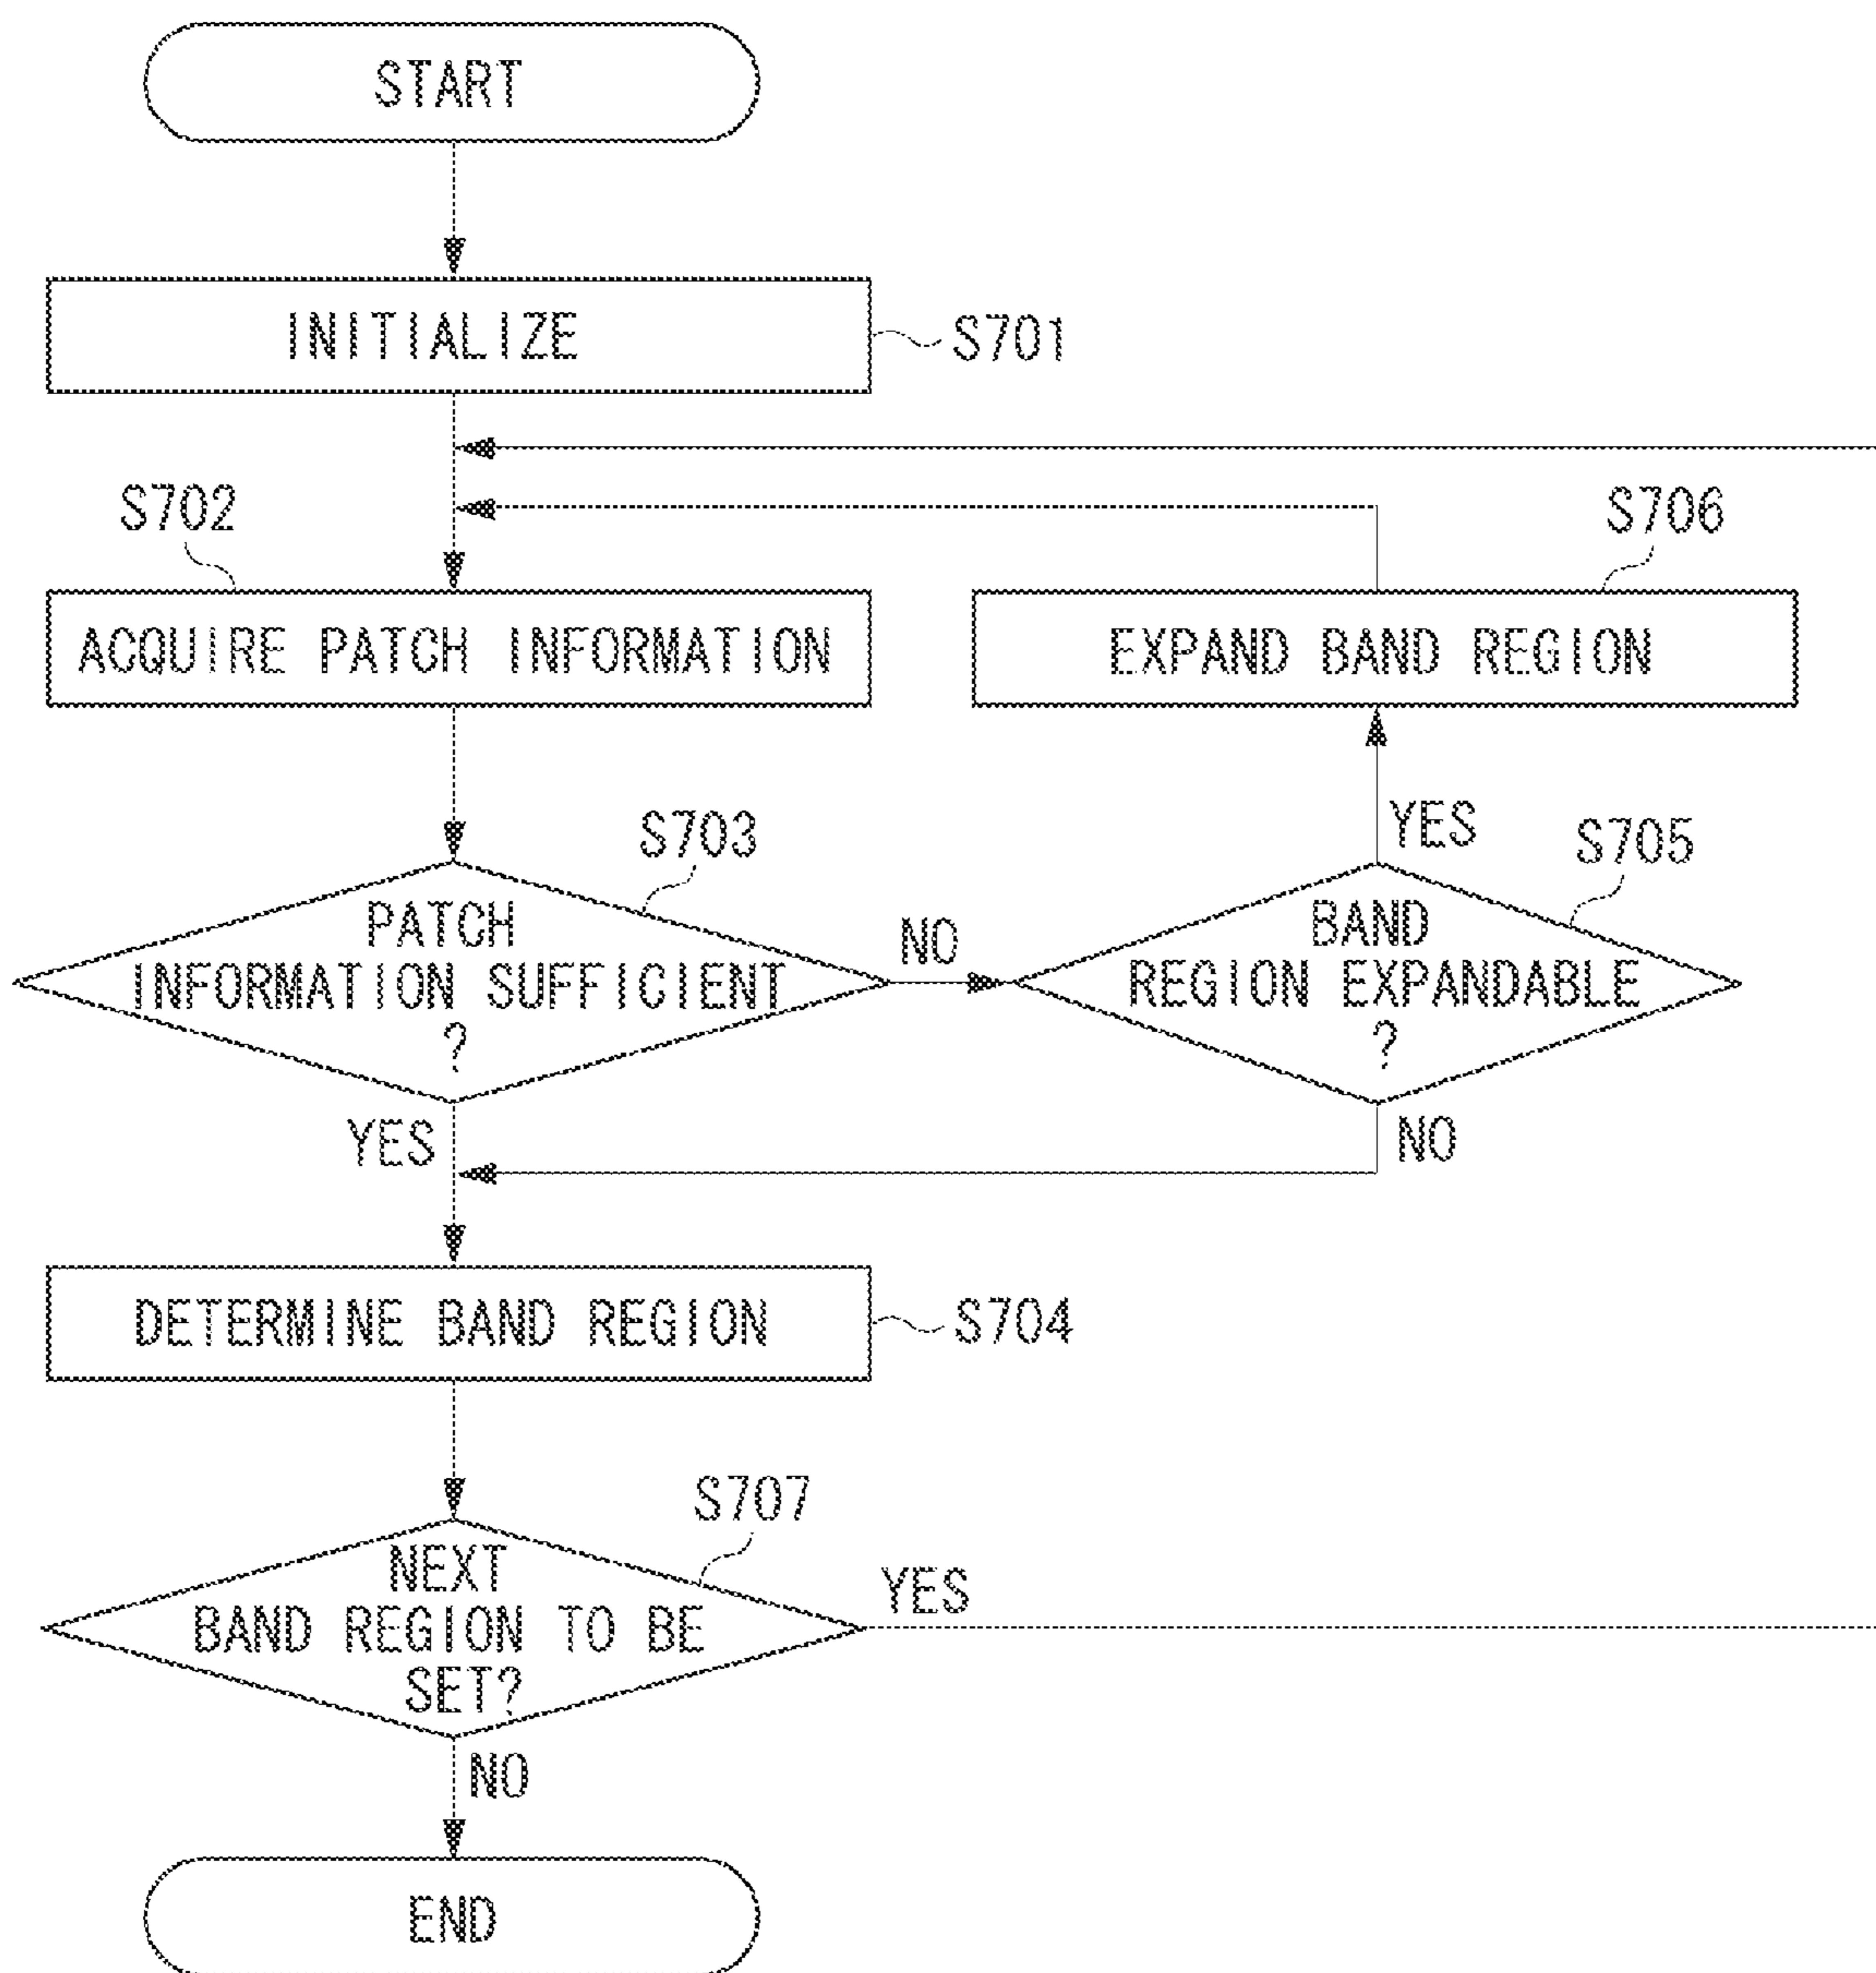 START
INITIALIZE
S701
S702
S706
ACQUIRE PATCH INFORMATION
EXPAND BAND REGION
S703
YES
S705
PATCH
INFORMATION SUFFICIENT
?
NO
BAND
REGION EXPANDABLE
?
YES
NO
DETERMINE BAND REGION
S704
S707
NEXT
BAND REGION TO BE
SET?
YES
NO
END